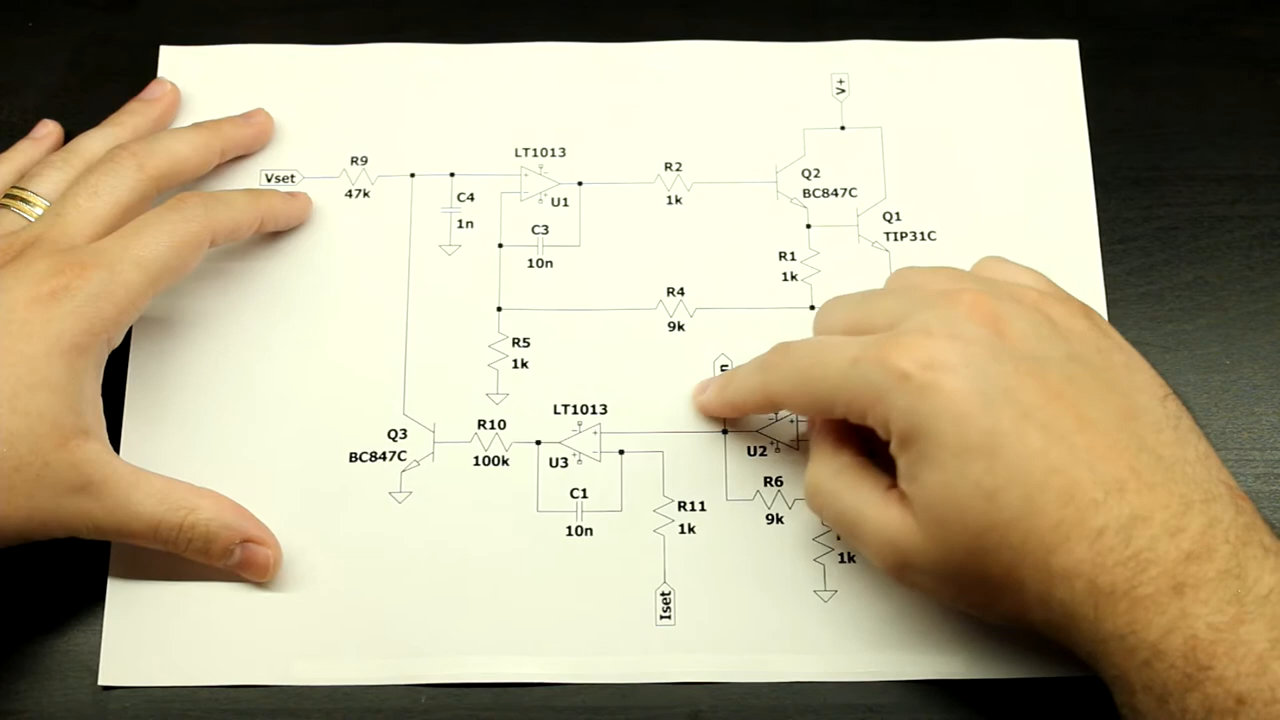 V+
LT1013
R9
Vset
47k
C4
1n
U1
C3
10n
R2
1k
Q2
BC847C
Q1
TIP31C
R1
1k
R4
9k
R5
1k
LT1013
Q3
BC847C
R10
100k
U3
U2
C1
10n
R11
1k
R6
9k
1k
Iset